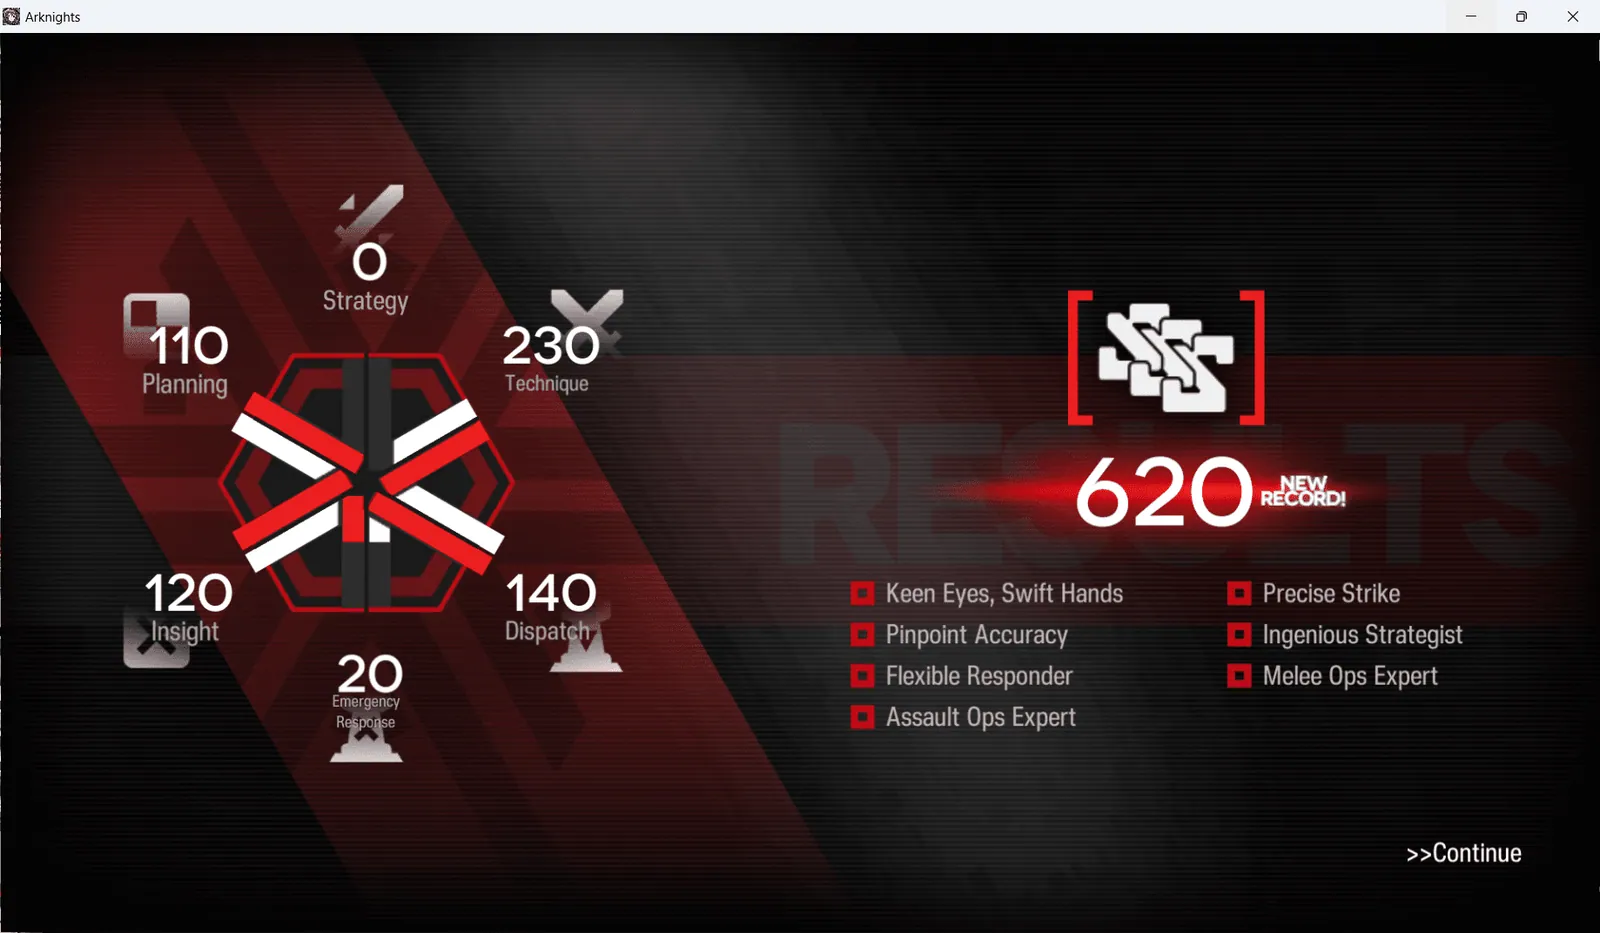 Arknights
0
Strategy
110
Planning
230
Technique
120
Insight
140
Dispatch
20
Emergency
Response
RESULTS
620
NEW
RECORD!
Keen Eyes, Swift Hands
Precise Strike
Pinpoint Accuracy
Ingenious Strategist
Flexible Responder
Melee Ops Expert
Assault Ops Expert
>>Continue